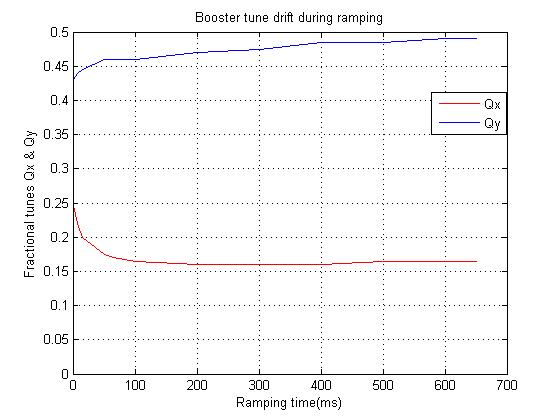 Booster tune drift during ramping
0.5
0.45
0.4
0.35
0.3
0.25
0.2
0.15
0.1
0.05
0
Fractional tunes Qx & Qy
Qx
Qy
0 100 200 300 400 500 600 700
Ramping time(ms)